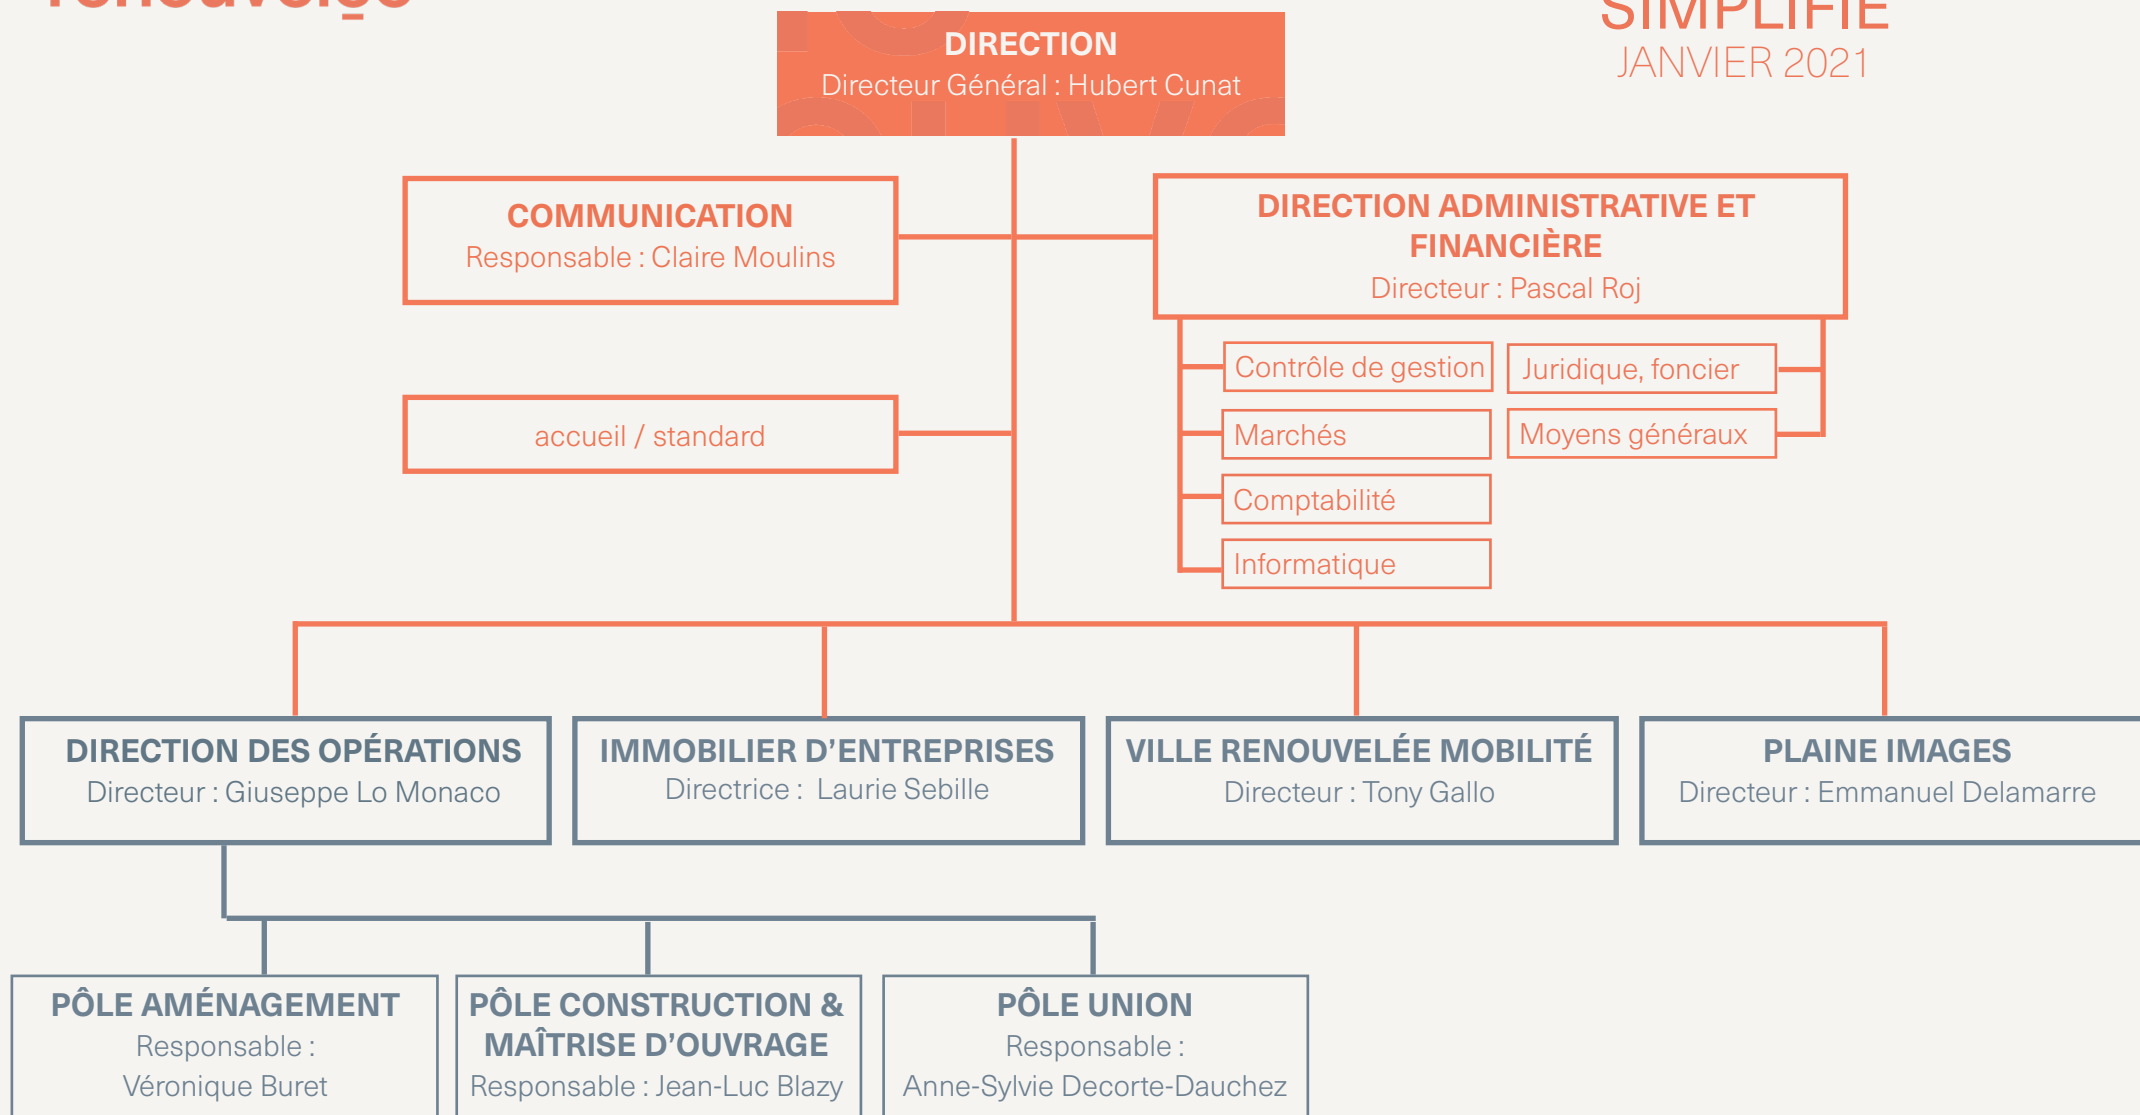 SIMPLIFIÉ
JANVIER 2021
DIRECTION
Directeur Général : Hubert Cunat
COMMUNICATION
Responsable : Claire Moulins
DIRECTION ADMINISTRATIVE ET
FINANCIÈRE
Directeur : Pascal Roj
accueil / standard
Contrôle de gestion
Juridique, foncier
Marchés
Moyens généraux
Comptabilité
Informatique
DIRECTION DES OPÉRATIONS
Directeur : Giuseppe Lo Monaco
IMMOBILIER D’ENTREPRISES
Directrice :  Laurie Sebille
VILLE RENOUVELÉE MOBILITÉ
Directeur : Tony Gallo
PLAINE IMAGES
Directeur : Emmanuel Delamarre
PÔLE AMÉNAGEMENT
Responsable :
Véronique Buret
PÔLE CONSTRUCTION &
MAÎTRISE D’OUVRAGE
Responsable : Jean-Luc Blazy
PÔLE UNION
Responsable :
Anne-Sylvie Decorte-Dauchez